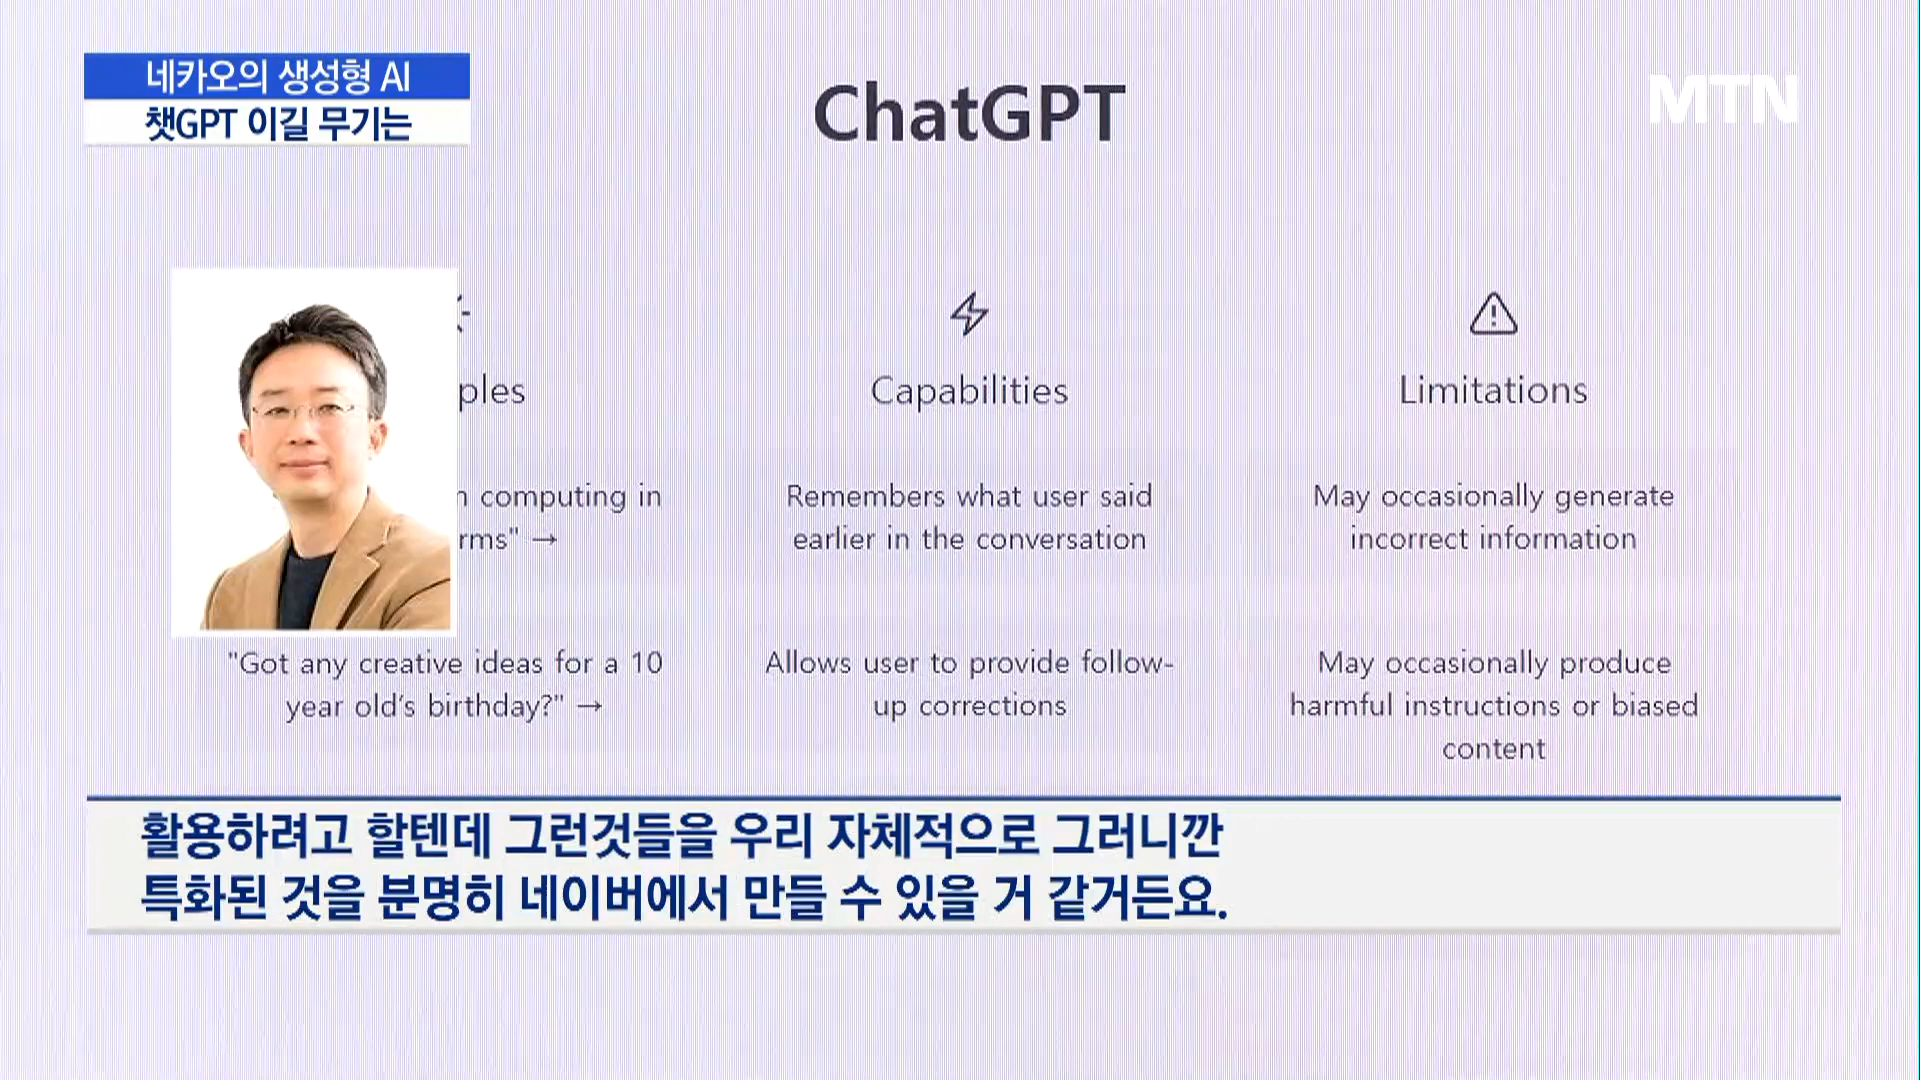 네카오의 생성형 AI
챗GPT 이길 무기는
MTN
ChatGPT
ples
computing in
rms" →
"Got any creative ideas for a 10
year old's birthday?" →
Capabilities
Remembers what user said
earlier in the conversation
Allows user to provide follow-
up corrections
Limitations
May occasionally generate
incorrect information
May occasionally produce
harmful instructions or biased
content
활용하려고 할텐데 그런것들을 우리 자체적으로 그러니깐
특화된 것을 분명히 네이버에서 만들 수 있을 거 같거든요.